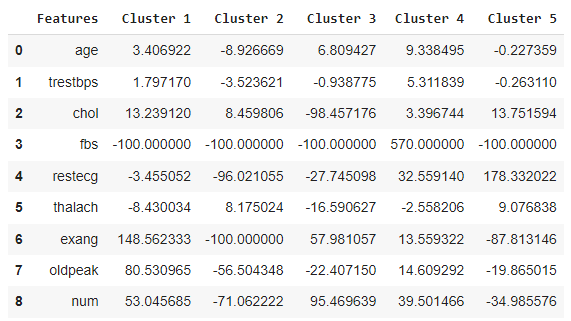 Features Cluster 1 Cluster 2 Cluster 3 Cluster 4 Cluster 5
0 age 3.406922 -8.926669 6.809427 9.338495 -0.227359
1 trestbps 1.797170 -3.523621 -0.938775 5.311839 -0.263110
2 chol 13.239120 8.459806 -98.457176 3.396744 13.751594
3 fbs -100.000000 -100.000000 -100.000000 570.000000 -100.000000
4 restecg -3.455052 -96.021055 -27.745098 32.559140 178.332022
5 thalach -8.430034 8.175024 -16.590627 -2.558206 9.076838
6 exang 148.562333 -100.000000 57.981057 13.559322 -87.813146
7 oldpeak 80.530965 -56.504348 -22.407150 14.609292 -19.865015
8 num 53.045685 -71.062222 95.469639 39.501466 -34.985576